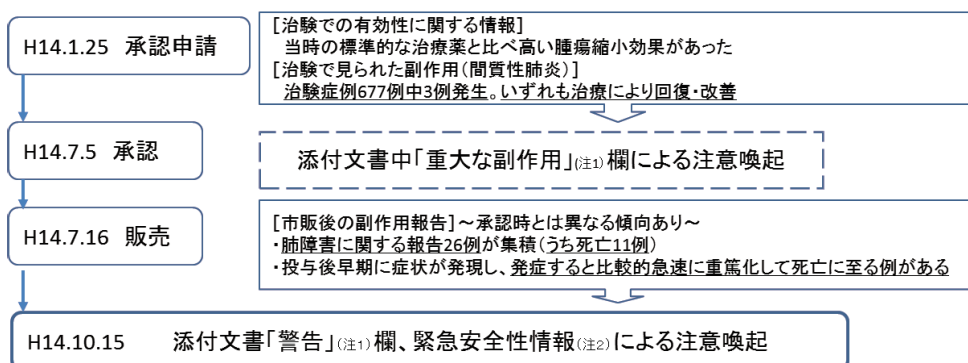 H14.1.25 承認申請
[治験での有効性に関する情報]
当時の標準的な治療薬と比べ高い腫瘍縮小効果があった
[治験で見られた副作用(間質性肺炎)]
治験症例677例中3例発生。いずれも治療により回復・改善
H14.7.5 承認
添付文書中「重大な副作用」(注1)欄による注意喚起
H14.7.16 販売
[市販後の副作用報告]～承認時とは異なる傾向あり～
・肺障害に関する報告26例が集積(うち死亡11例)
・投与後早期に症状が発現し、発症すると比較的急速に重篤化して死亡に至る例がある
H14.10.15 添付文書「警告」(注1)欄、緊急安全性情報(注2)による注意喚起